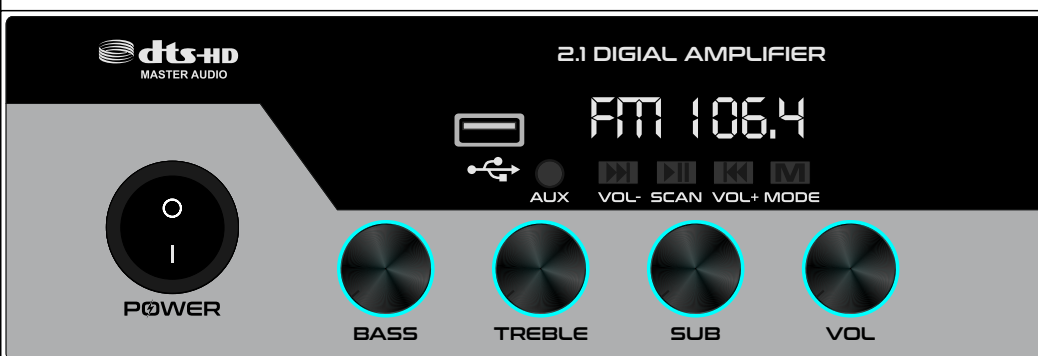 dts-HD
MASTER AUDIO
2.1 DIGIAL AMPLIFIER
FM 106.4
M
AUX VOL- SCAN VOL+ MODE
POWER
BASS TREBLE SUB VOL